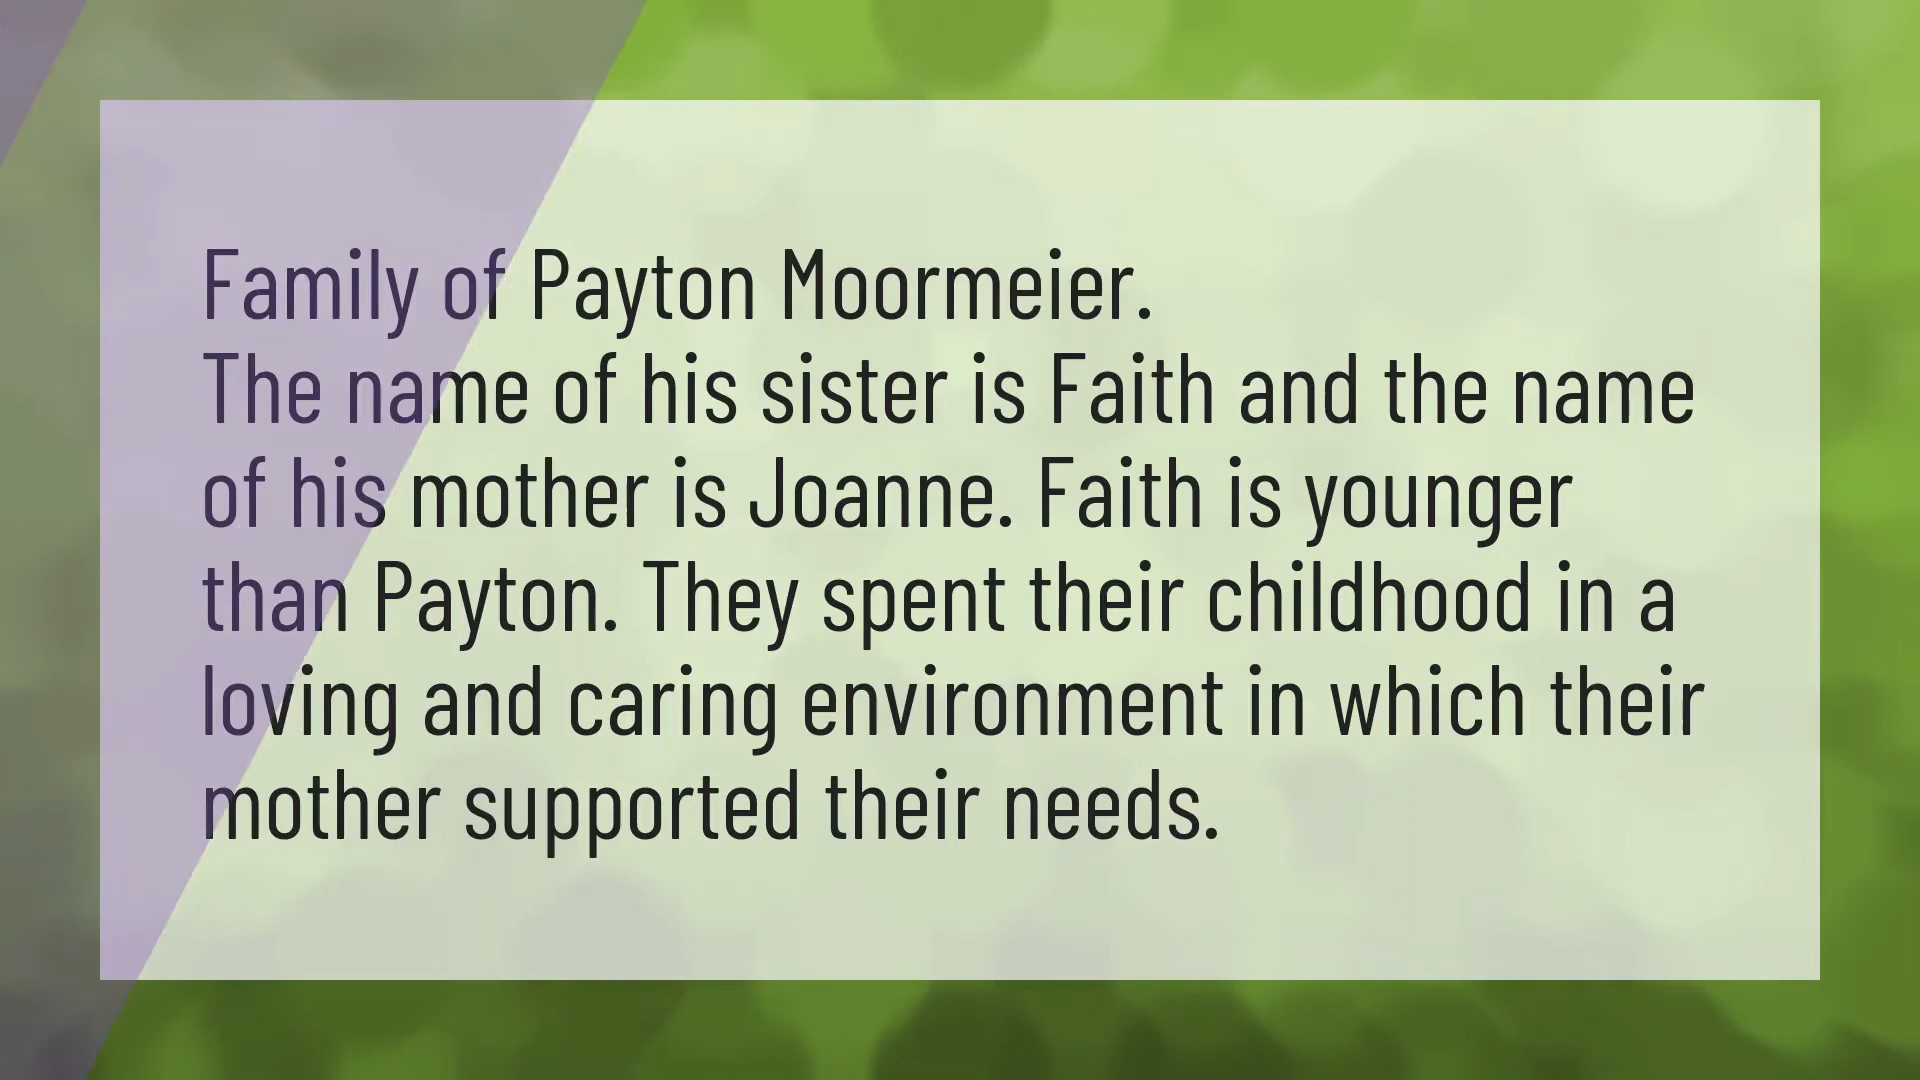 Family of Payton Moormeier.
The name of his sister is Faith and the name
of his mother is Joanne. Faith is younger
than Payton. They spent their childhood in a
loving and caring environment in which their
mother supported their needs.